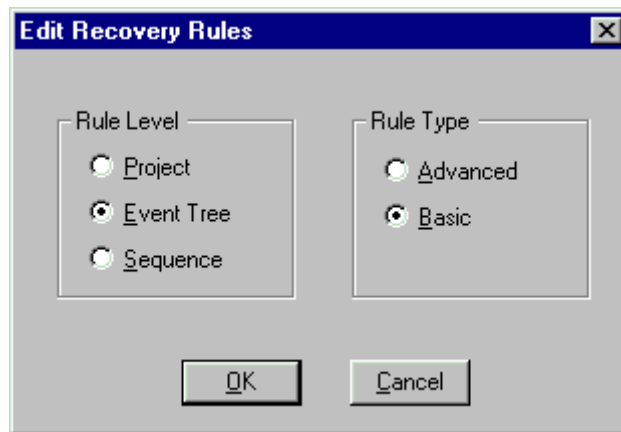 Edit Recovery Rules
Rule Level
Project
Event Tree
Sequence
Rule Type
Advanced
Basic
OK
Cancel